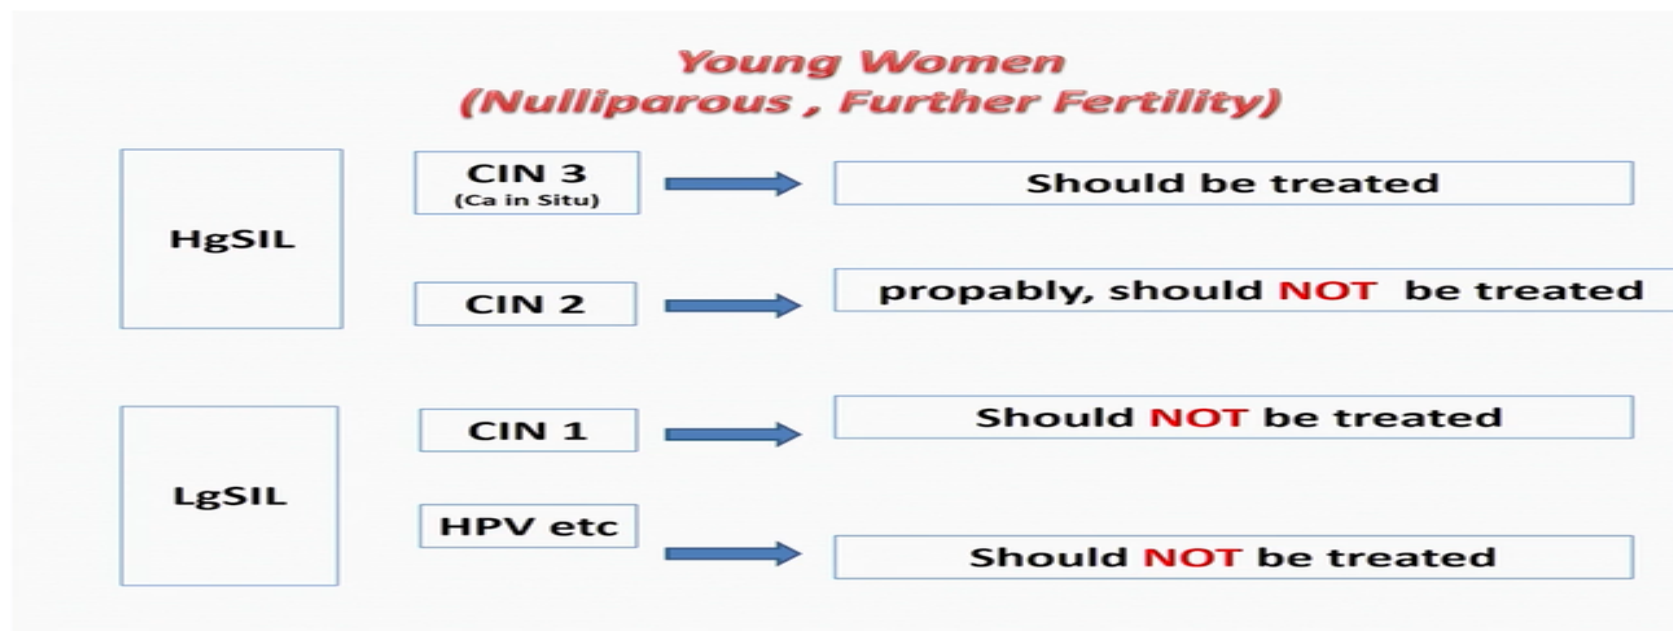 Young Women
(Nulliparous , Further Fertility)
HgSIL
CIN 3
(Ca in Situ)
Should be treated
CIN 2
propably, should NOT be treated
LgSIL
CIN 1
Should NOT be treated
HPV etc
Should NOT be treated